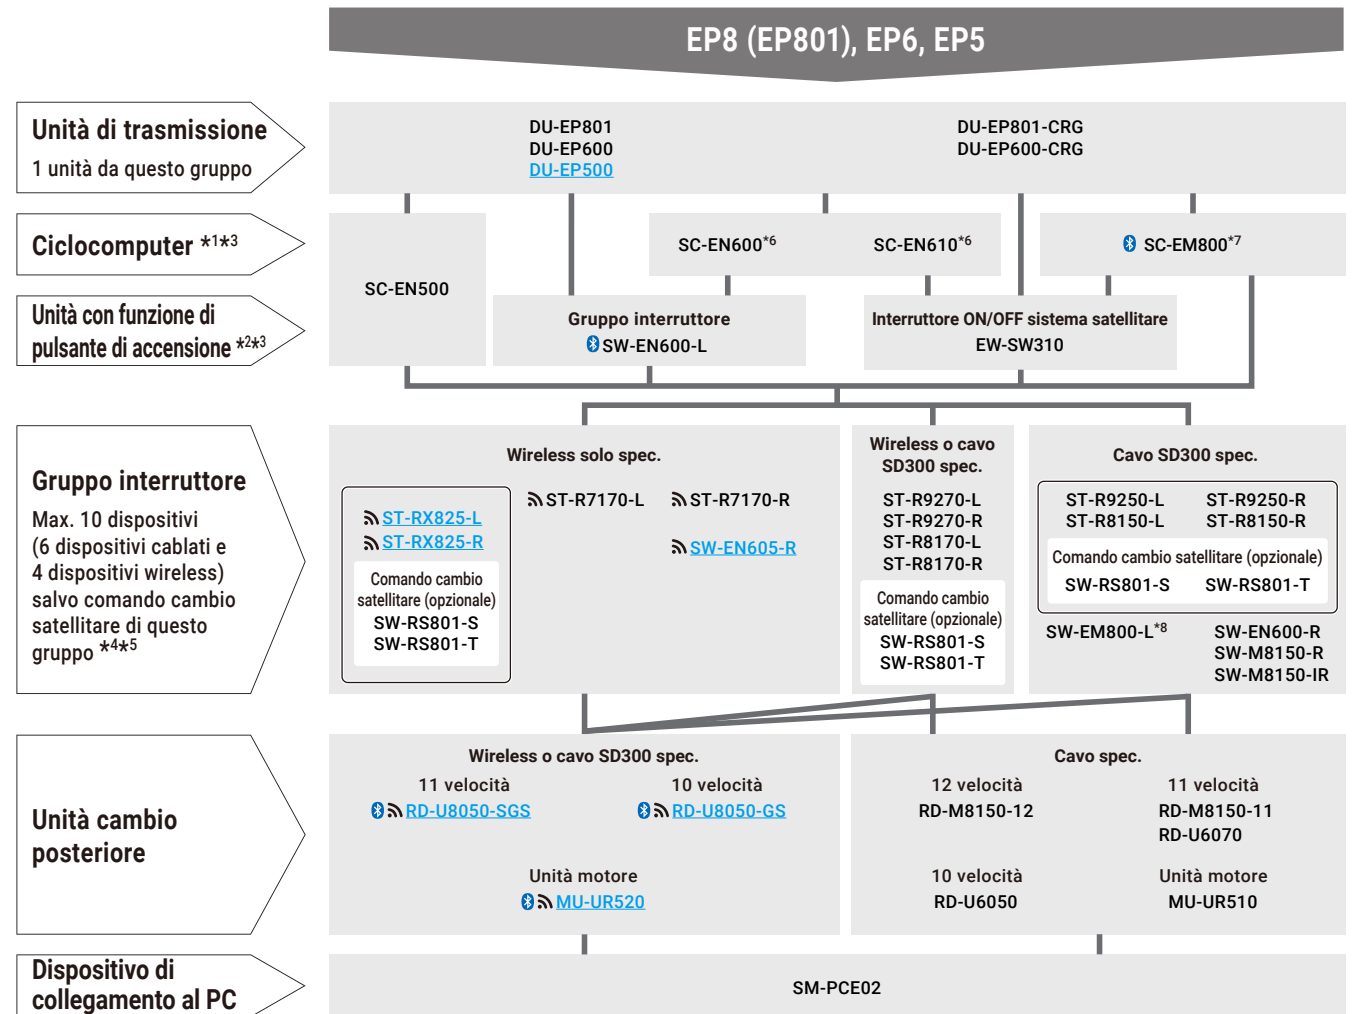 EP8 (EP801), EP6, EP5
Unità di trasmissione
1 unità da questo gruppo
DU-EP801
DU-EP600
DU-EP500
DU-EP801-CRG
DU-EP600-CRG
Ciclocomputer *1*3
SC-EN500
SC-EN600*6
SC-EN610*6
SC-EM800*7
Unità con funzione di
pulsante di accensione *2*3
Gruppo interruttore
SW-EN600-L
Interruttore ON/OFF sistema satellitare
EW-SW310
Gruppo interruttore
Max. 10 dispositivi
(6 dispositivi cablati e
4 dispositivi wireless)
salvo comando cambio
satellitare di questo
gruppo *4*5
Wireless solo spec.
ST-RX825-L
ST-RX825-R
Comando cambio
satellitare (opzionale)
SW-RS801-S
SW-RS801-T
ST-R7170-L
ST-R7170-R
SW-EN605-R
Wireless o cavo
SD300 spec.
ST-R9270-L
ST-R9270-R
ST-R8170-L
ST-R8170-R
Comando cambio
satellitare (opzionale)
SW-RS801-S
SW-RS801-T
Cavo SD300 spec.
ST-R9250-L
ST-R8150-L
ST-R9250-R
ST-R8150-R
Comando cambio satellitare (opzionale)
SW-RS801-S
SW-RS801-T
SW-EM800-L*8
SW-EN600-R
SW-M8150-R
SW-M8150-IR
Unità cambio
posteriore
Wireless o cavo SD300 spec.
11 velocità
RD-U8050-SGS
10 velocità
RD-U8050-GS
Unità motore
MU-UR520
Cavo spec.
12 velocità
RD-M8150-12
11 velocità
RD-M8150-11
RD-U6070
10 velocità
RD-U6050
Unità motore
MU-UR510
Dispositivo di
collegamento al PC
SM-PCE02